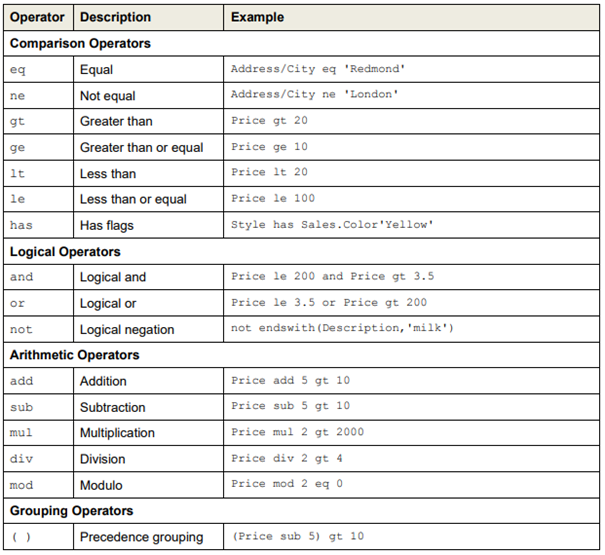 Operator Description Example
Comparison Operators
eq Equal Address/City eq 'Redmond'
ne Not equal Address/City ne 'London'
gt Greater than Price gt 20
ge Greater than or equal Price ge 10
lt Less than Price lt 20
le Less than or equal Price le 100
has Has flags Style has Sales.Color'Yellow'
Logical Operators
and Logical and Price le 200 and Price gt 3.5
or Logical or Price le 3.5 or Price gt 200
not Logical negation not endswith(Description,'milk')
Arithmetic Operators
add Addition Price add 5 gt 10
sub Subtraction Price sub 5 gt 10
mul Multiplication Price mul 2 gt 2000
div Division Price div 2 gt 4
mod Modulo Price mod 2 eq 0
Grouping Operators
( ) Precedence grouping (Price sub 5) gt 10